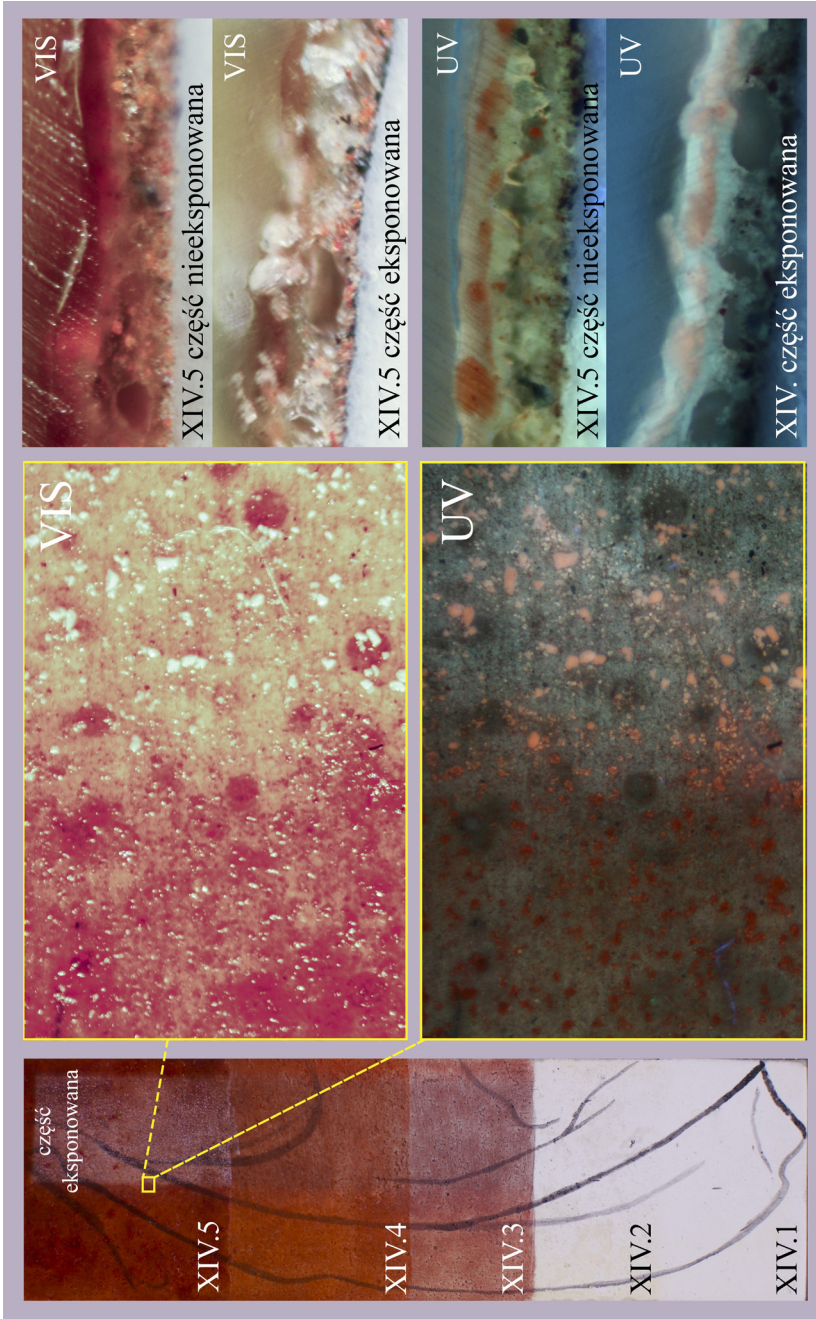 VIS
XIV.5 część nieeksponowana
VIS
XIV.5 część eksponowana
UV
XIV.5 część nieeksponowana
UV
XIV. część eksponowana
VIS
UV
część
eksponowana
XIV.5
XIV.4
XIV.3
XIV.2
XIV.1